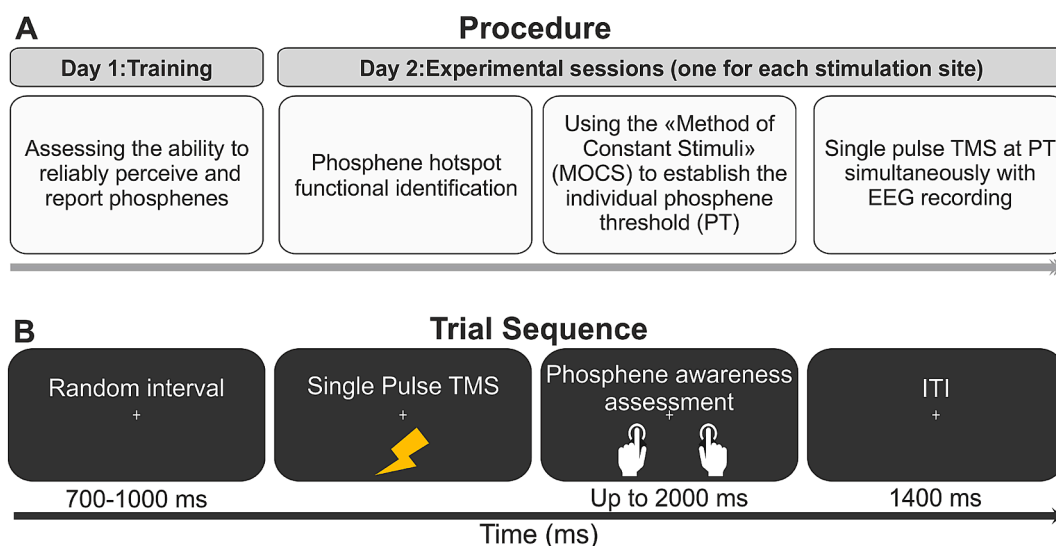 A
Procedure
Day 1:Training
Day 2:Experimental sessions (one for each stimulation site)
Assessing the ability to
reliably perceive and
report phosphenes
Phosphene hotspot
functional identification
Using the «Method of
Constant Stimuli»
(MOCS) to establish the
individual phosphene
threshold (PT)
Single pulse TMS at PT
simultaneously with
EEG recording
B
Trial Sequence
Random interval
+
Single Pulse TMS
+
Phosphene awareness
assessment
+
ITI
+
700-1000 ms
Up to 2000 ms
1400 ms
Time (ms)